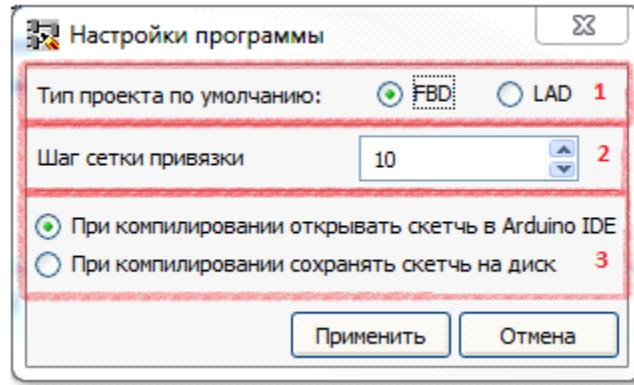 Настройки программы
Тип проекта по умолчанию: FBD LAD 1
Шаг сетки привязки 10 2
При компилировании открывать скетчь в Arduino IDE
При компилировании сохранять скетчь на диск 3
Применить Отмена